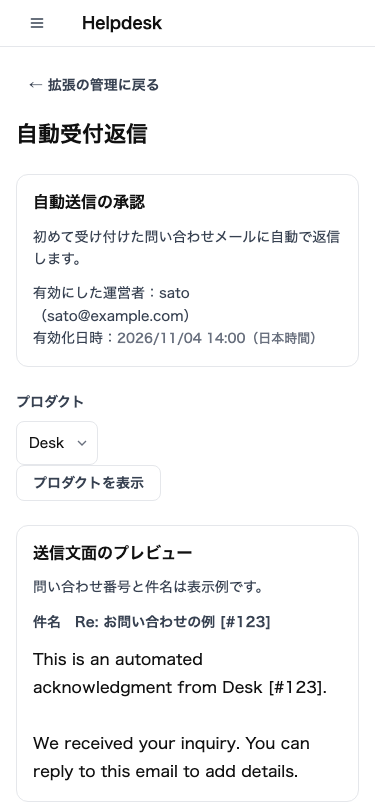 Helpdesk
← 拡張の管理に戻る
自動受付返信
自動送信の承認
初めて受け付けた問い合わせメールに自動で返信
します。
有効にした運営者：sato
（sato@example.com）
有効化日時：2026/11/04 14:00（日本時間）
プロダクト
Desk
プロダクトを表示
送信文面のプレビュー
問い合わせ番号と件名は表示例です。
件名　Re: お問い合わせの例 [#123]
This is an automated
acknowledgment from Desk [#123].
We received your inquiry. You can
reply to this email to add details.